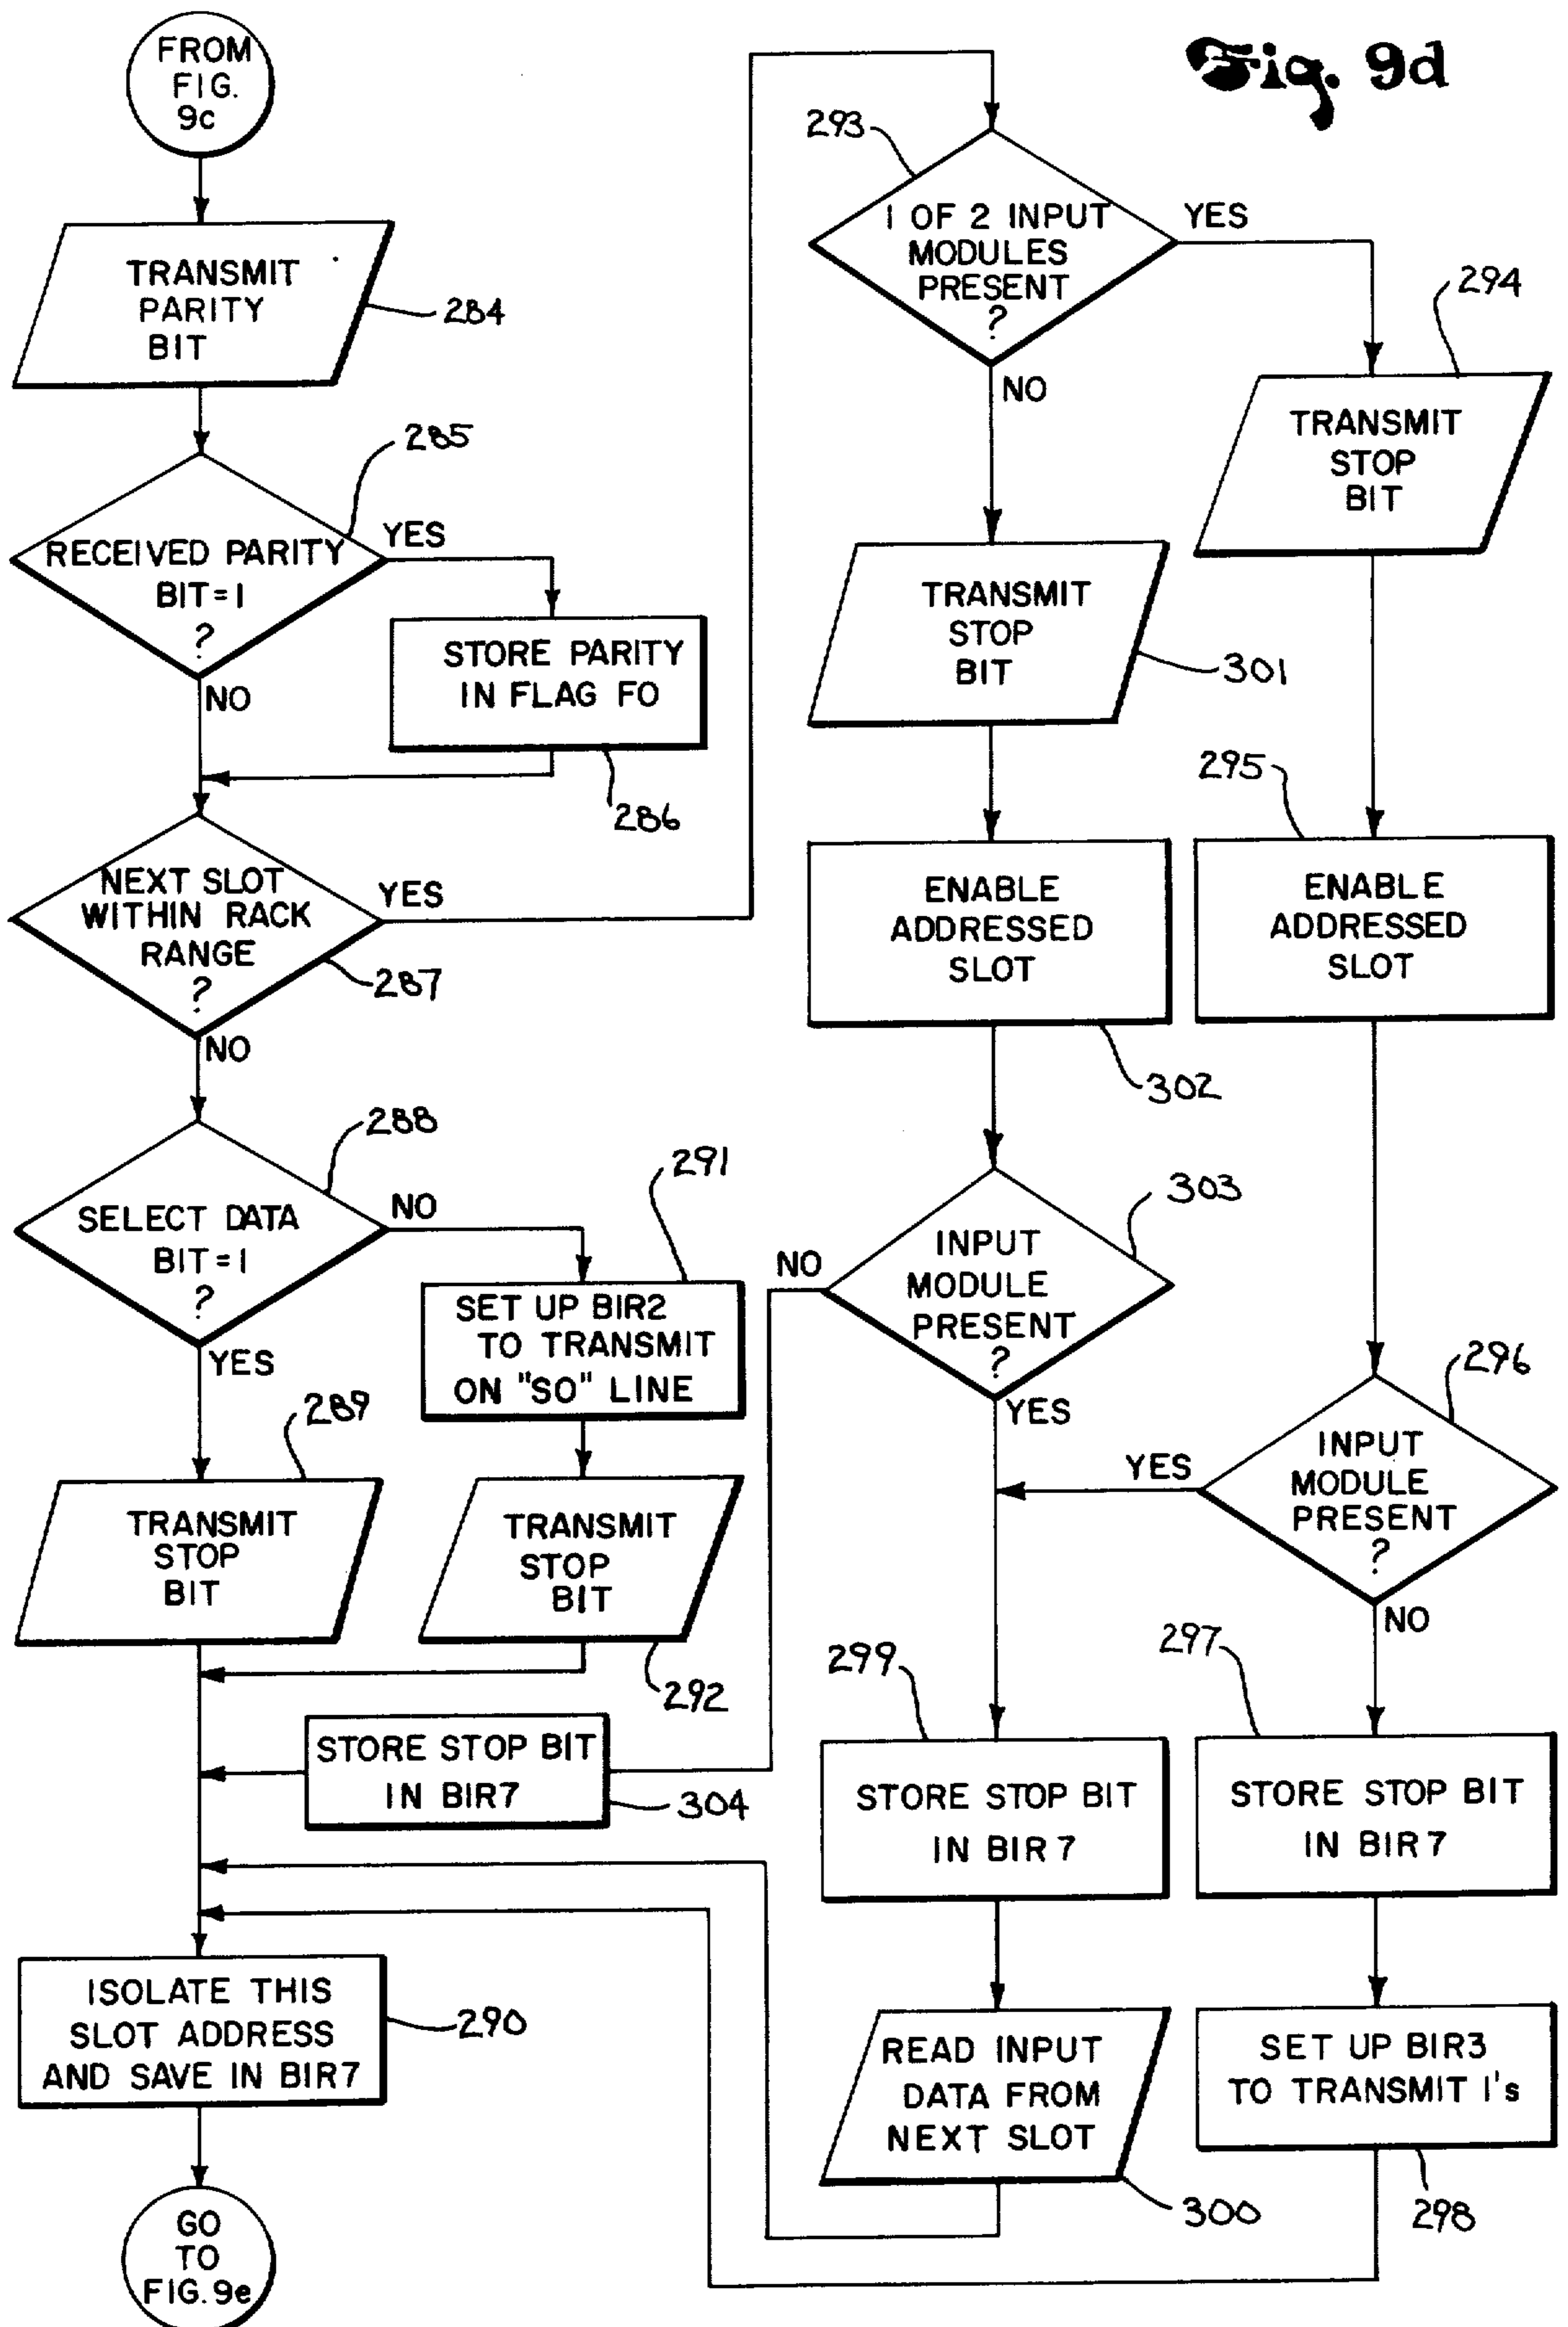 Fig. 9d
FROM
FIG.
9c
TRANSMIT
PARITY
BIT
284
285
RECEIVED PARITY
BIT=1
?
YES
NO
STORE PARITY
IN FLAG FO
286
NEXT SLOT
WITHIN RACK
RANGE
?
YES
287
NO
288
SELECT DATA
BIT=1
?
NO
YES
291
SET UP BIR2
TO TRANSMIT
ON "SO" LINE
289
TRANSMIT
STOP
BIT
TRANSMIT
STOP
BIT
292
STORE STOP BIT
IN BIR7
304
ISOLATE THIS
SLOT ADDRESS
AND SAVE IN BIR7
290
GO
TO
FIG. 9e
293
1 OF 2 INPUT
MODULES
PRESENT
?
YES
NO
294
TRANSMIT
STOP
BIT
TRANSMIT
STOP
BIT
301
295
ENABLE
ADDRESSED
SLOT
302
ENABLE
ADDRESSED
SLOT
303
INPUT
MODULE
PRESENT
?
NO
YES
296
INPUT
MODULE
PRESENT
?
YES
NO
299
STORE STOP BIT
IN BIR 7
297
STORE STOP BIT
IN BIR 7
READ INPUT
DATA FROM
NEXT SLOT
300
SET UP BIR3
TO TRANSMIT 1's
298